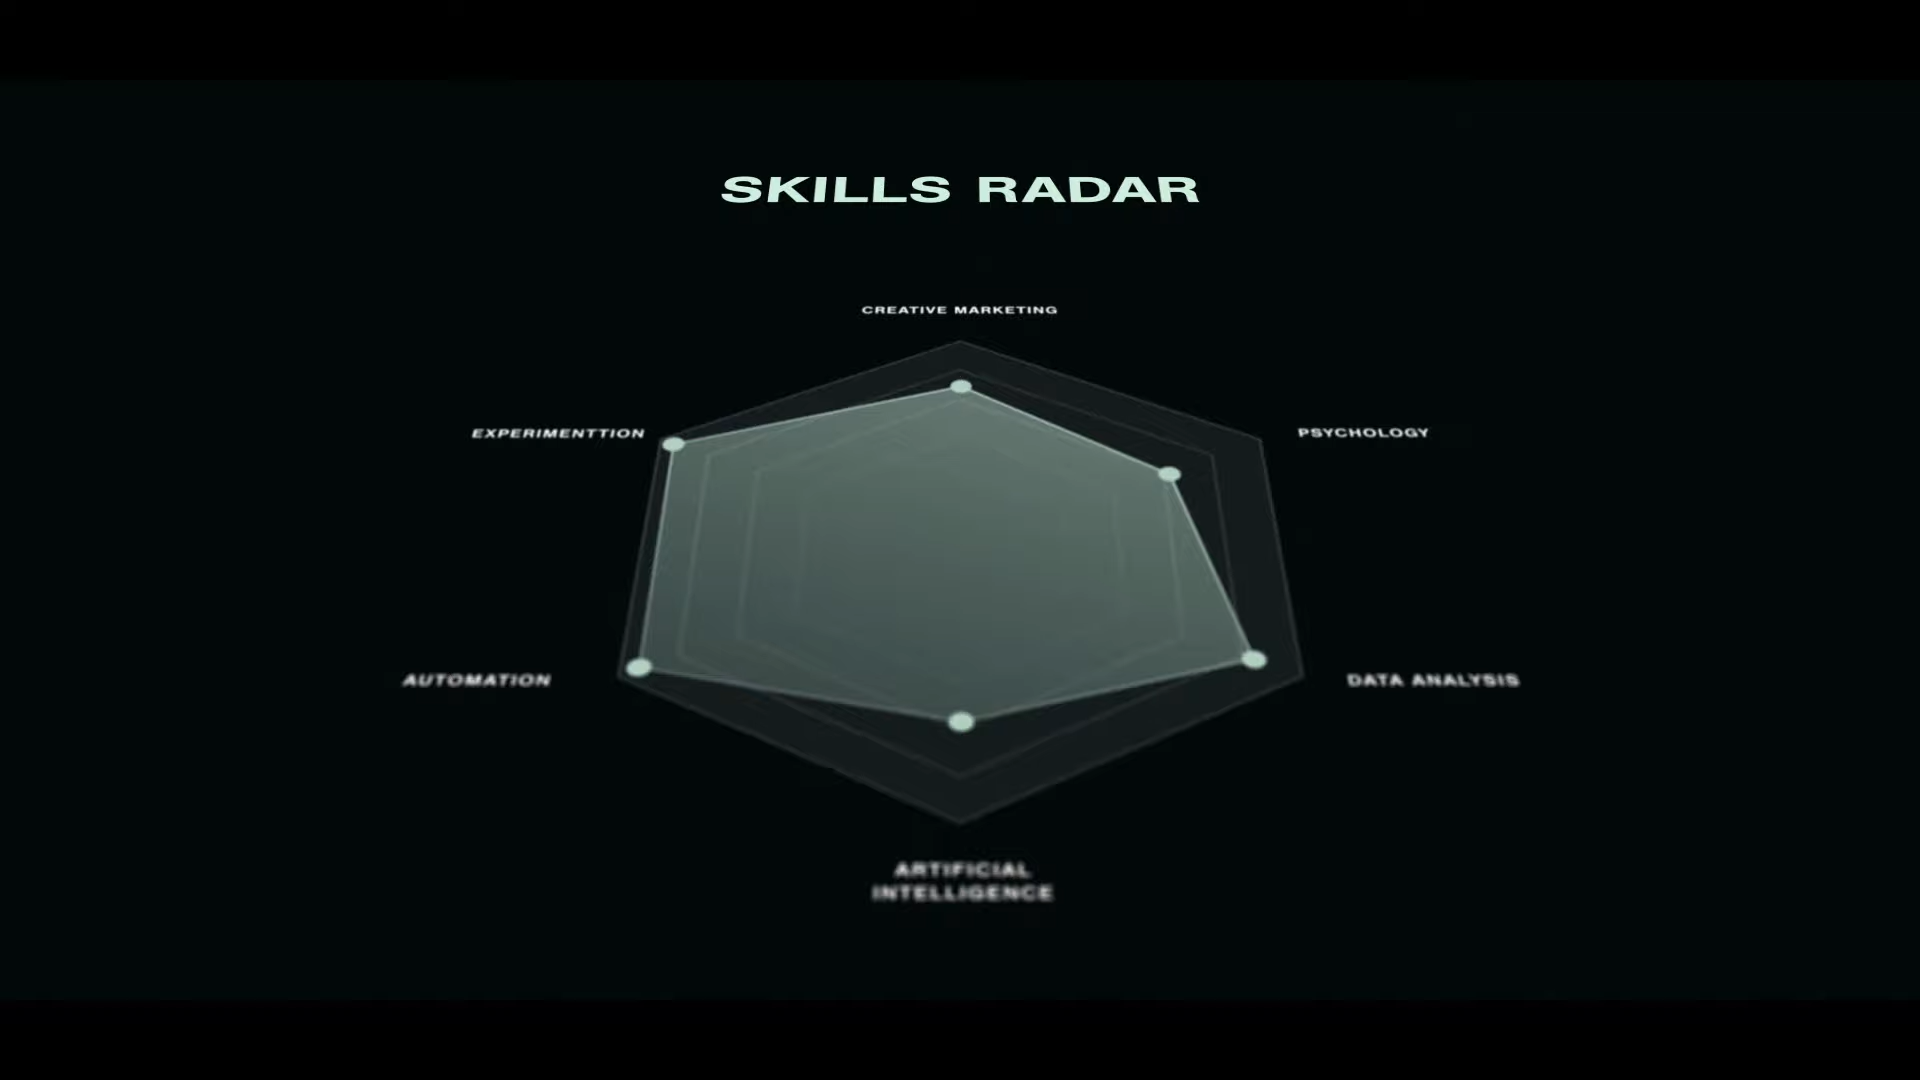 SKILLS RADAR
CREATIVE MARKETING
EXPERIMENTTION
PSYCHOLOGY
AUTOMATION
DATA ANALYSIS
ARTIFICIAL
INTELLIGENCE